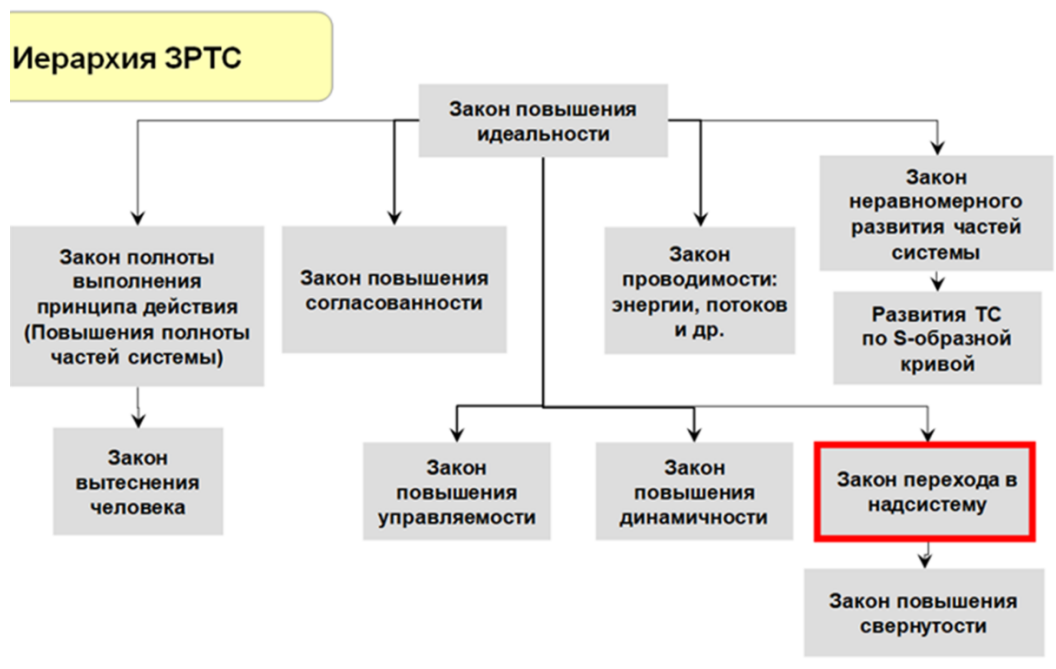 Иерархия ЗРТС
Закон повышения
идеальности
Закон полноты
выполнения
принципа действия
(Повышения полноты
частей системы)
Закон повышения
согласованности
Закон
проводимости:
энергии, потоков
и др.
Закон
неравномерного
развития частей
системы
Развития ТС
по S-образной
кривой
Закон
вытеснения
человека
Закон
повышения
управляемости
Закон
повышения
динамичности
Закон перехода в
надсистему
Закон повышения
свернутости